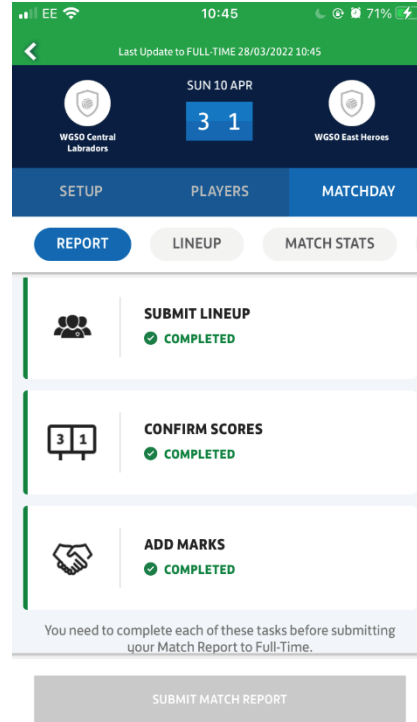 EE 10:45 71%
Last Update to FULL-TIME 28/03/2022 10:45
SUN 10 APR
3 1
WGSO Central
Labradors
WGSO East Heroes
SETUP PLAYERS MATCHDAY
REPORT LINEUP MATCH STATS
SUBMIT LINEUP
COMPLETED
3 1
CONFIRM SCORES
COMPLETED
ADD MARKS
COMPLETED
You need to complete each of these tasks before submitting
your Match Report to Full-Time.
SUBMIT MATCH REPORT